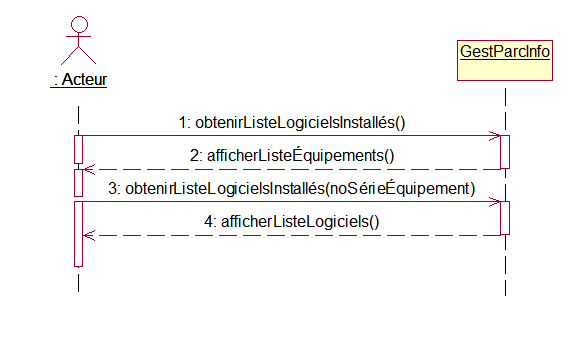 : Acteur
GestParcInfo
1: obtenirListeLogicielsInstallés()
2: afficherListeÉquipements()
3: obtenirListeLogicielsInstallés(noSérieÉquipement)
4: afficherListeLogiciels()